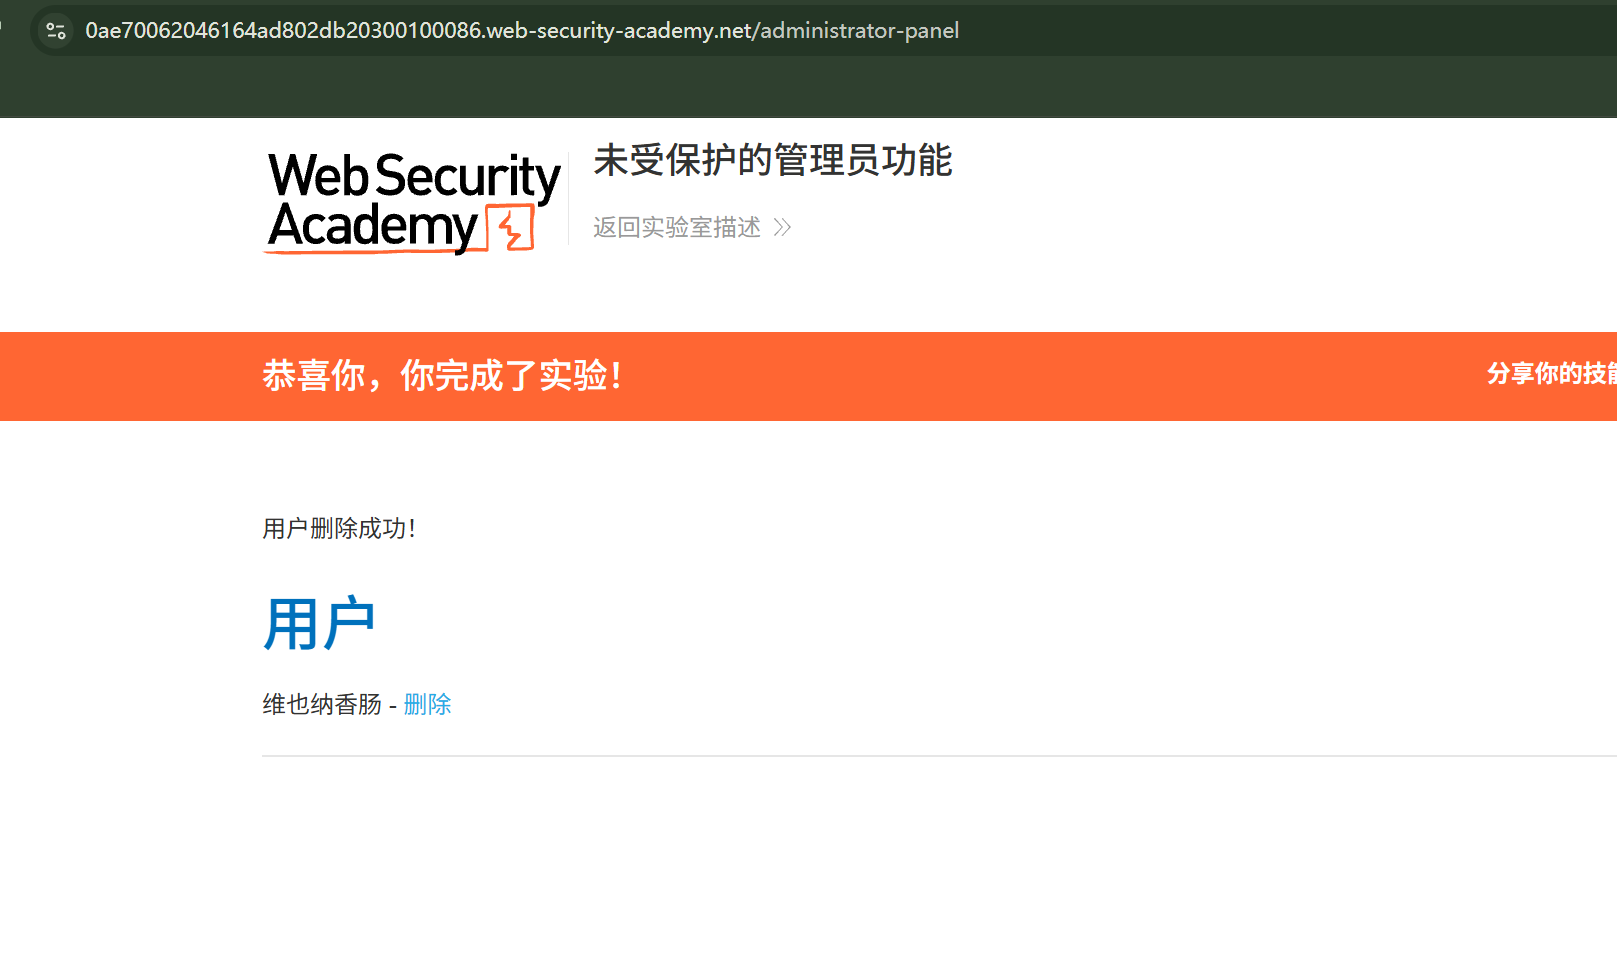 0ae70062046164ad802db20300100086.web-security-academy.net/administrator-panel
Web Security
Academy
未受保护的管理员功能
返回实验室描述
恭喜你，你完成了实验！
分享你的技能
用户删除成功！
用户
维也纳香肠 - 删除